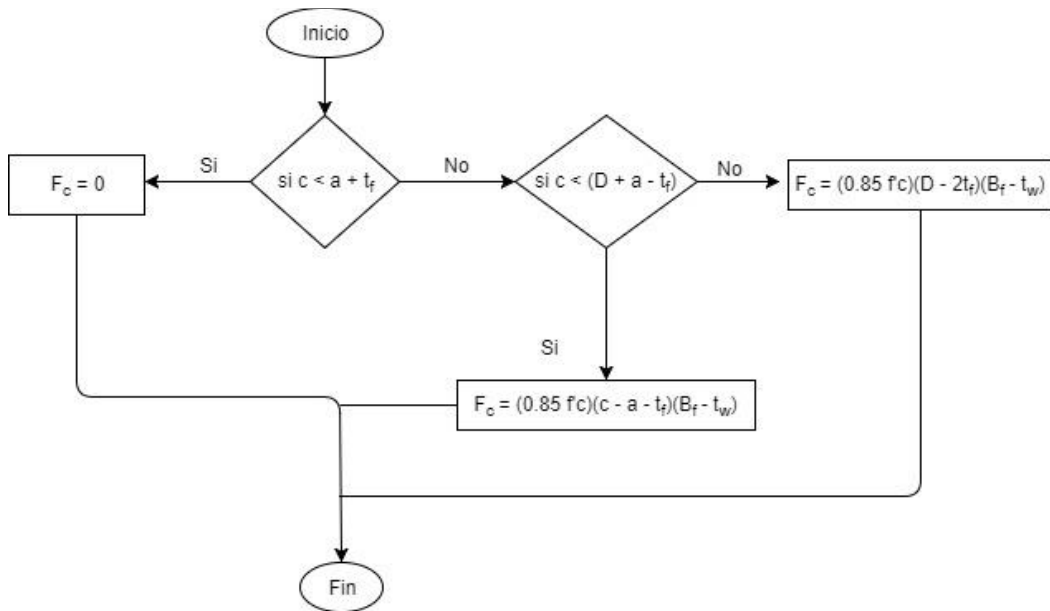 Inicio
Si
si c < a + t_f
No
si c < (D + a - t_f)
No
F_c = 0
F_c = (0.85 f'c)(D - 2t_f)(B_f - t_w)
Si
F_c = (0.85 f'c)(c - a - t_f)(B_f - t_w)
Fin